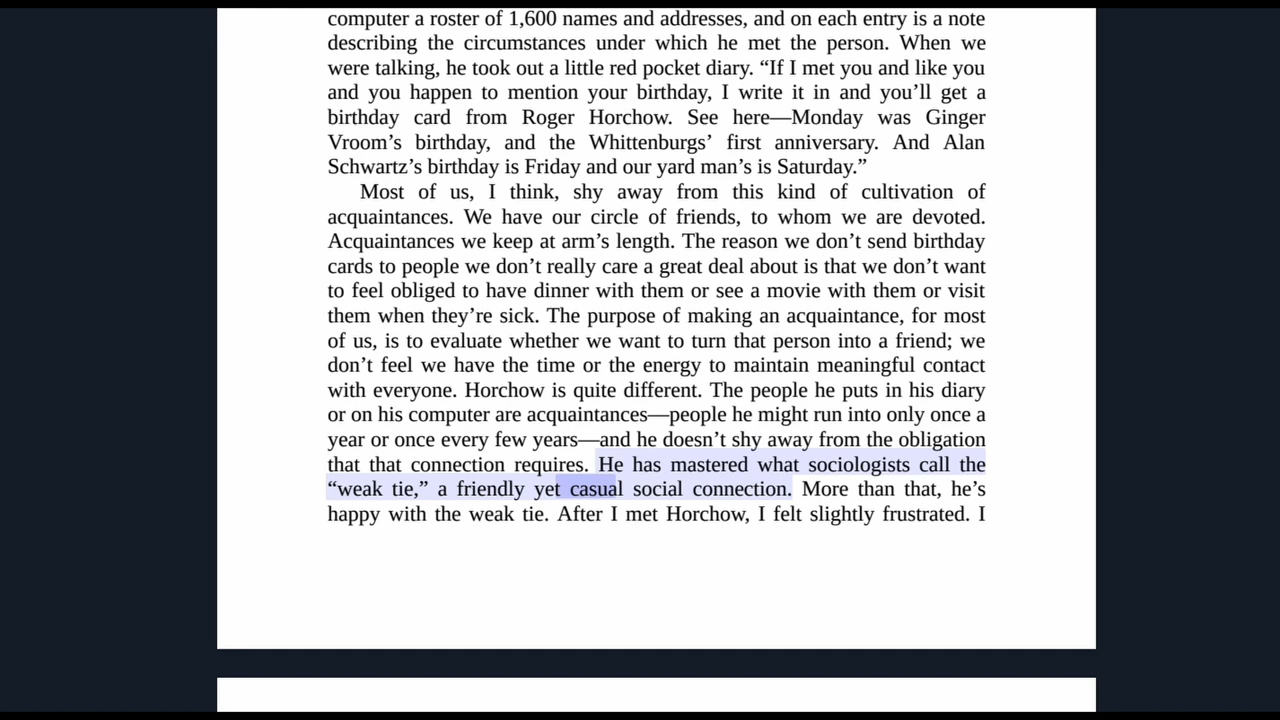 computer a roster of 1,600 names and addresses, and on each entry is a note
describing the circumstances under which he met the person. When we
were talking, he took out a little red pocket diary. “If I met you and like you
and you happen to mention your birthday, I write it in and you’ll get a
birthday card from Roger Horchow. See here—Monday was Ginger
Vroom’s birthday, and the Whittenburgs’ first anniversary. And Alan
Schwartz’s birthday is Friday and our yard man’s is Saturday.”
Most of us, I think, shy away from this kind of cultivation of
acquaintances. We have our circle of friends, to whom we are devoted.
Acquaintances we keep at arm’s length. The reason we don’t send birthday
cards to people we don’t really care a great deal about is that we don’t want
to feel obliged to have dinner with them or see a movie with them or visit
them when they’re sick. The purpose of making an acquaintance, for most
of us, is to evaluate whether we want to turn that person into a friend; we
don’t feel we have the time or the energy to maintain meaningful contact
with everyone. Horchow is quite different. The people he puts in his diary
or on his computer are acquaintances—people he might run into only once a
year or once every few years—and he doesn’t shy away from the obligation
that that connection requires. He has mastered what sociologists call the
“weak tie,” a friendly yet casual social connection. More than that, he’s
happy with the weak tie. After I met Horchow, I felt slightly frustrated. I